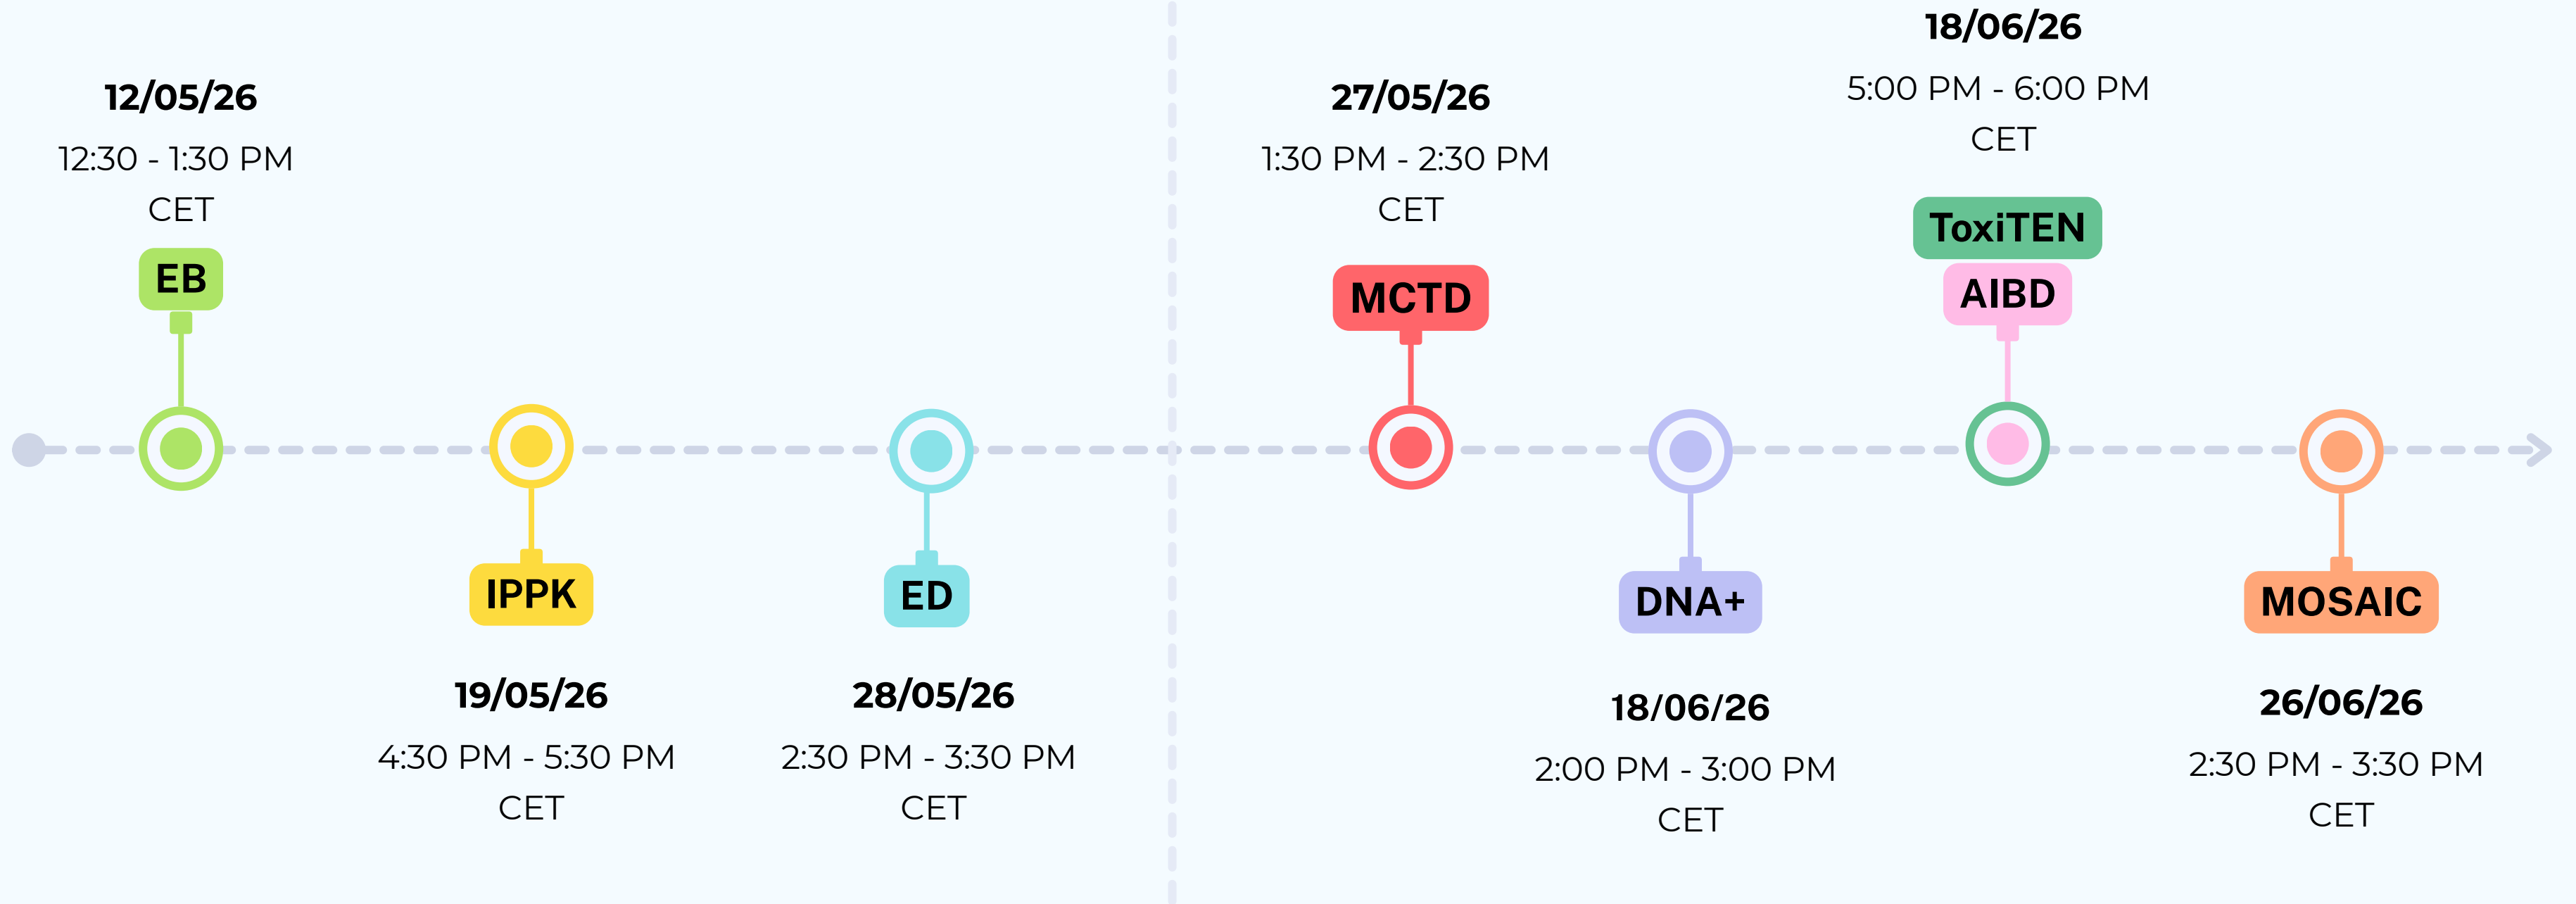 12/05/26
12:30 - 1:30 PM
CET
EB
IPPK
19/05/26
4:30 PM - 5:30 PM
CET
ED
28/05/26
2:30 PM - 3:30 PM
CET
27/05/26
1:30 PM - 2:30 PM
CET
MCTD
DNA+
18/06/26
2:00 PM - 3:00 PM
CET
18/06/26
5:00 PM - 6:00 PM
CET
ToxiTEN
AIBD
MOSAIC
26/06/26
2:30 PM - 3:30 PM
CET